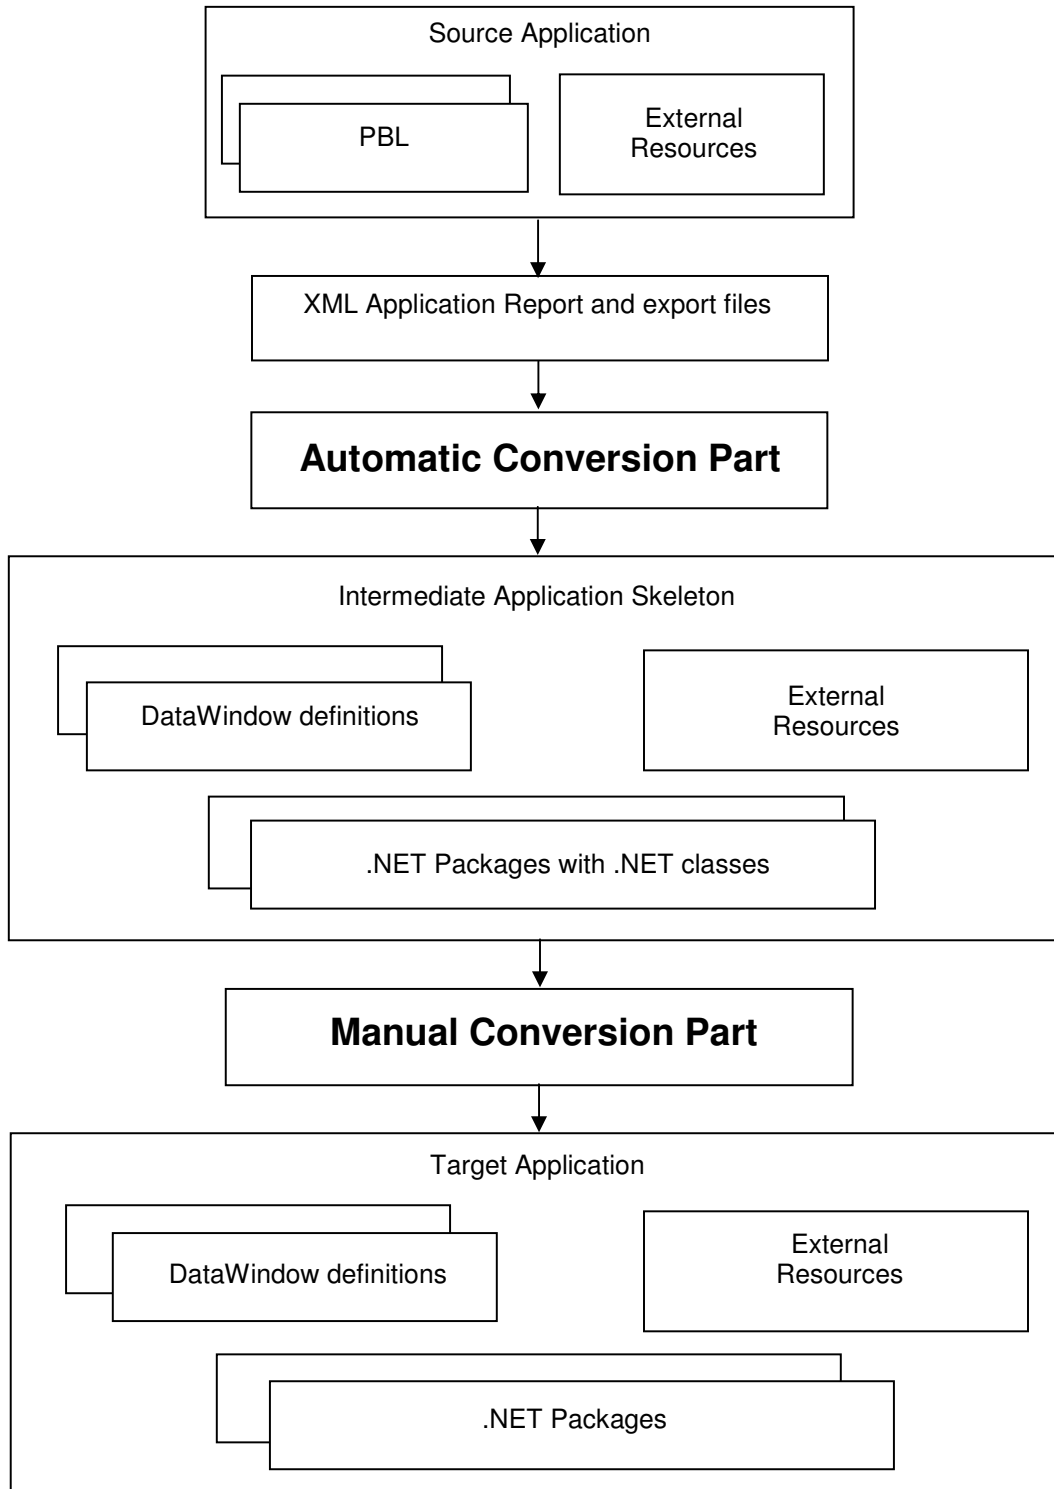 Source Application
PBL
External
Resources
XML Application Report and export files
Automatic Conversion Part
Intermediate Application Skeleton
DataWindow definitions
External
Resources
.NET Packages with .NET classes
Manual Conversion Part
Target Application
DataWindow definitions
External
Resources
.NET Packages